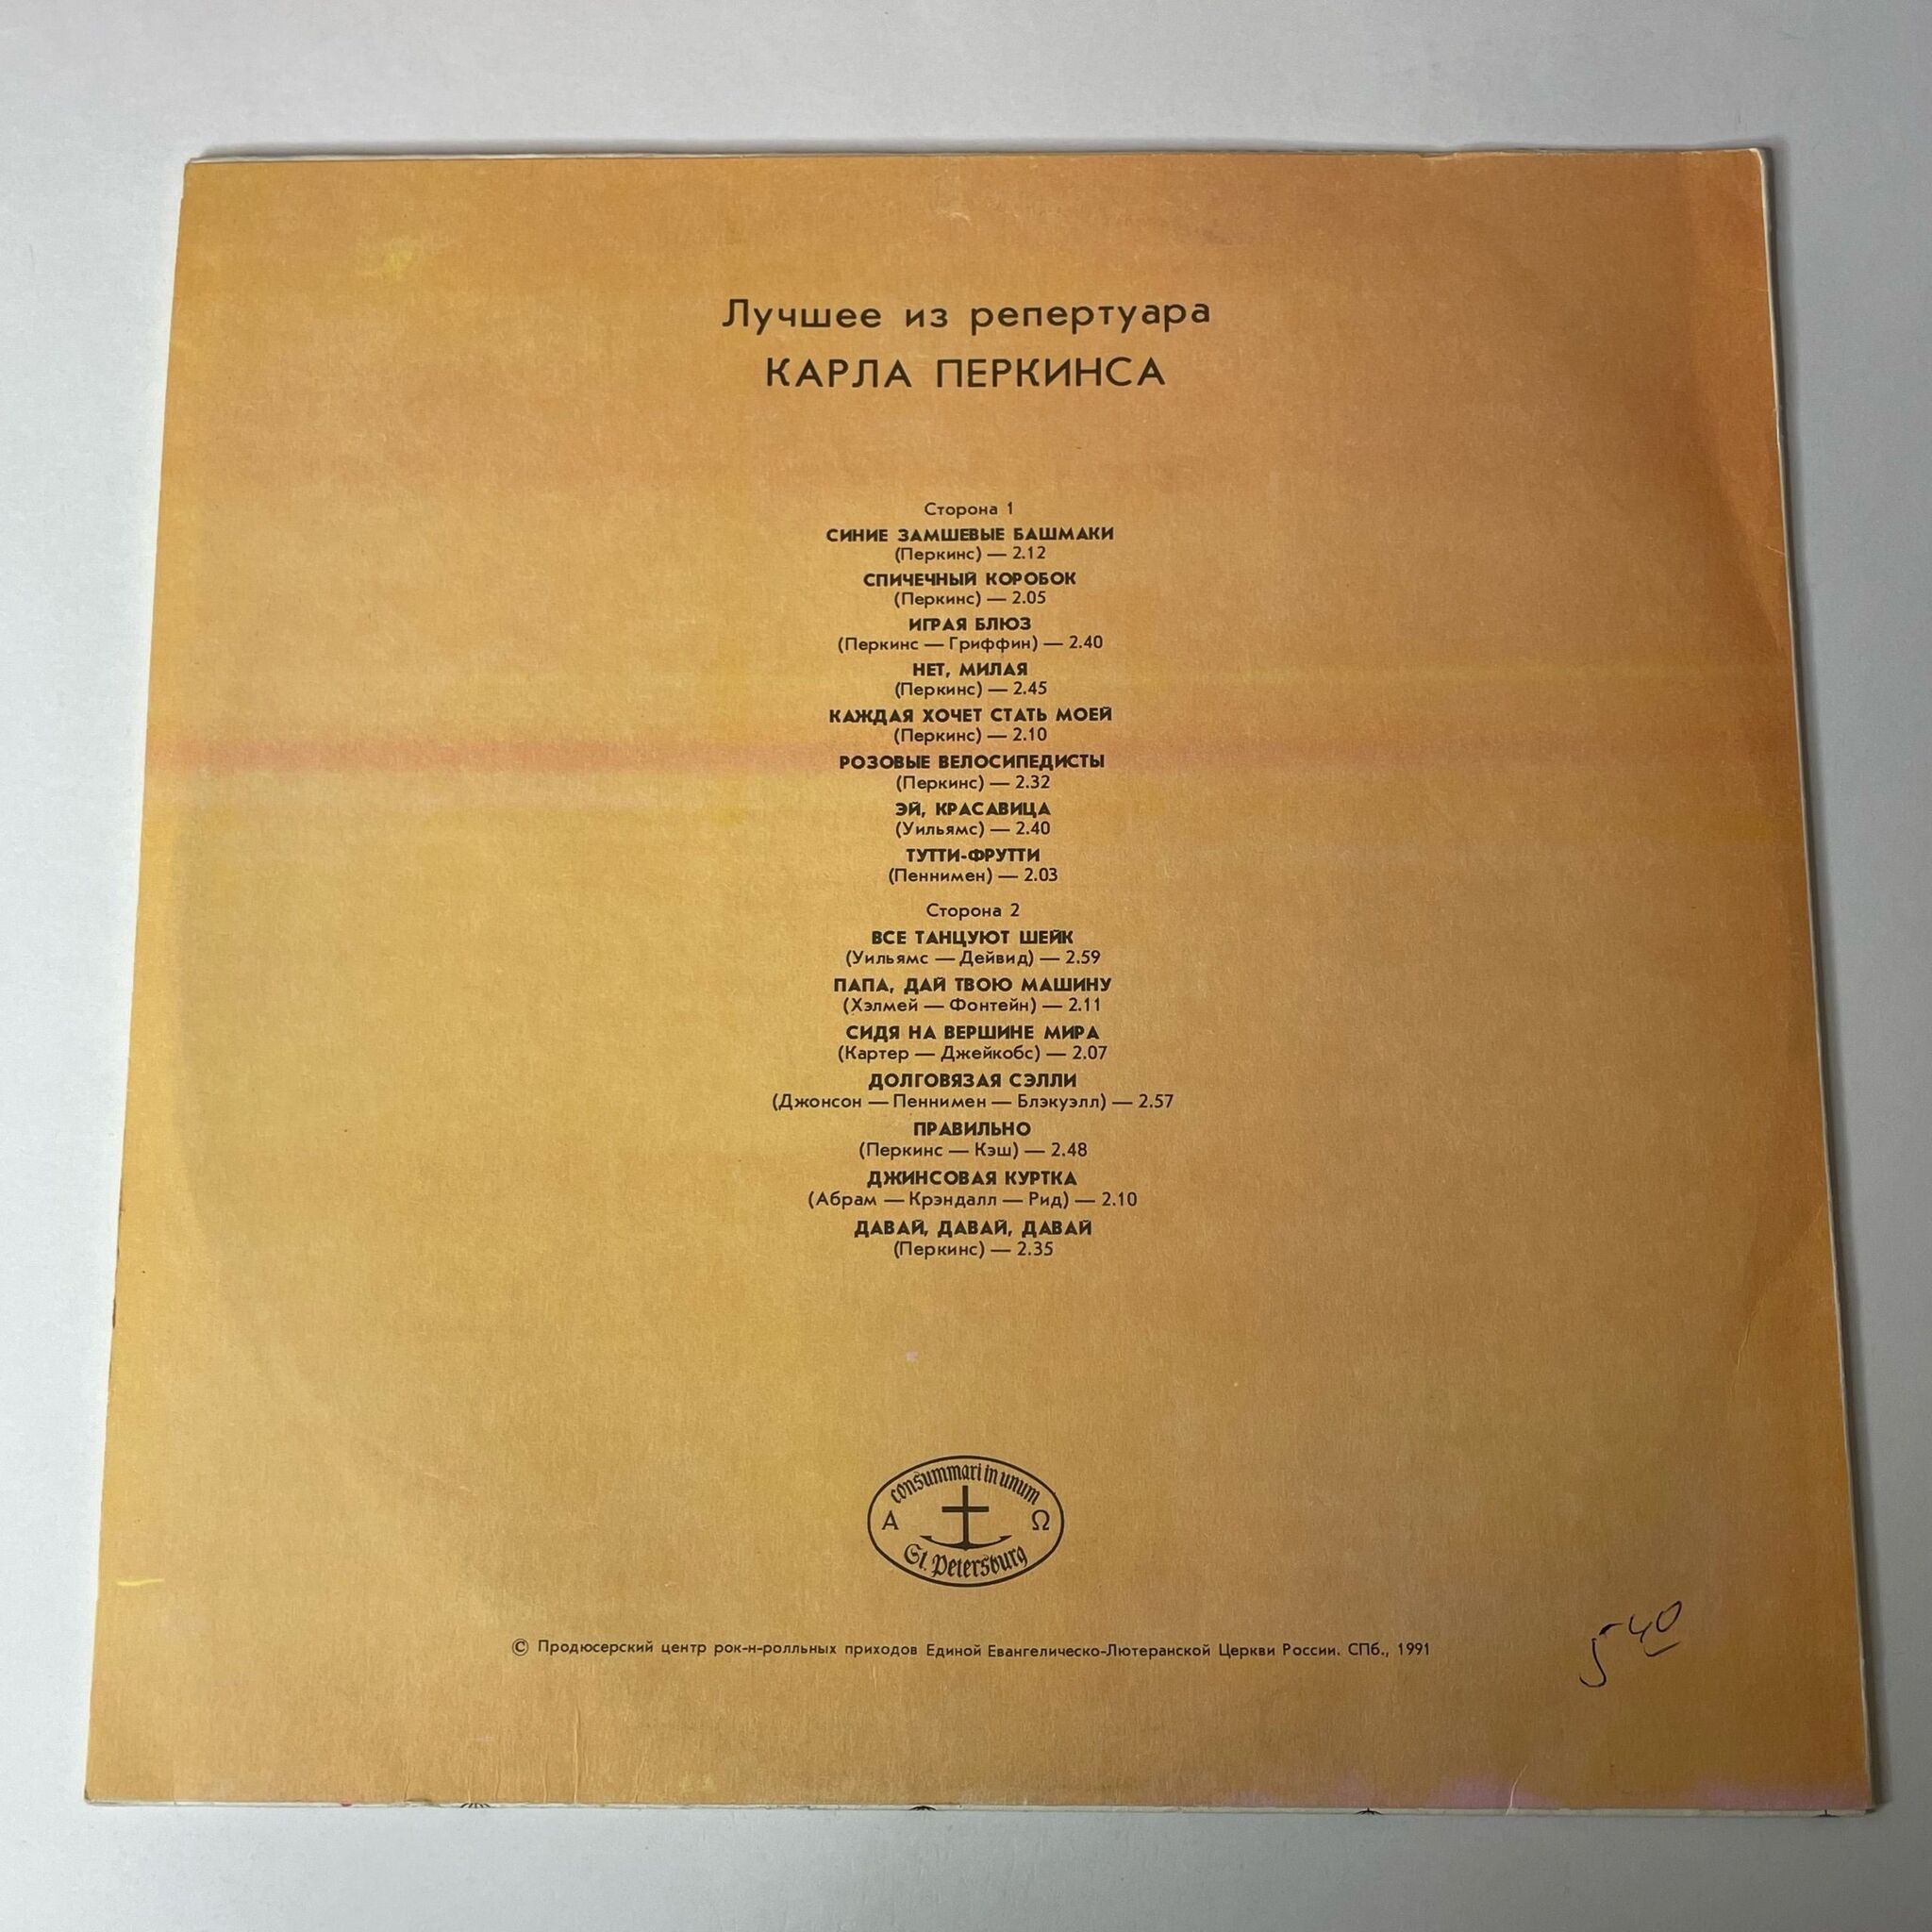 Лучшее из репертуара
КАРЛА ПЕРКИНСА
Сторона 1
СИНИЕ ЗАМШЕВЫЕ БАШМАКИ
(Перкинс) — 2.12
СПИЧЕЧНЫЙ КОРОБОК
(Перкинс) — 2.05
ИГРАЯ БЛЮЗ
(Перкинс — Гриффин) — 2.40
НЕТ, МИЛАЯ
(Перкинс) — 2.45
КАЖДАЯ ХОЧЕТ СТАТЬ МОЕЙ
(Перкинс) — 2.10
РОЗОВЫЕ ВЕЛОСИПЕДИСТЫ
(Перкинс) — 2.32
ЭЙ, КРАСАВИЦА
(Уильямс) — 2.40
ТУТТИ-ФРУТТИ
(Пеннимен) — 2.03
Сторона 2
ВСЕ ТАНЦУЮТ ШЕЙК
(Уильямс — Дейвид) — 2.59
ПАПА, ДАЙ ТВОЮ МАШИНУ
(Хэлмей — Фонтейн) — 2.11
СИДЯ НА ВЕРШИНЕ МИРА
(Картер — Джейкобс) — 2.07
ДОЛГОВЯЗАЯ СЭЛЛИ
(Джонсон — Пеннимен — Блэкуэлл) — 2.57
ПРАВИЛЬНО
(Перкинс — Кэш) — 2.48
ДЖИНСОВАЯ КУРТКА
(Абрам — Крэндалл — Рид) — 2.10
ДАВАЙ, ДАВАЙ, ДАВАЙ
(Перкинс) — 2.35
consummari in unum
Α Ω
St. Petersburg
© Продюсерский центр рок-н-ролльных приходов Единой Евангелическо-Лютеранской Церкви России. СПб., 1991
5 40